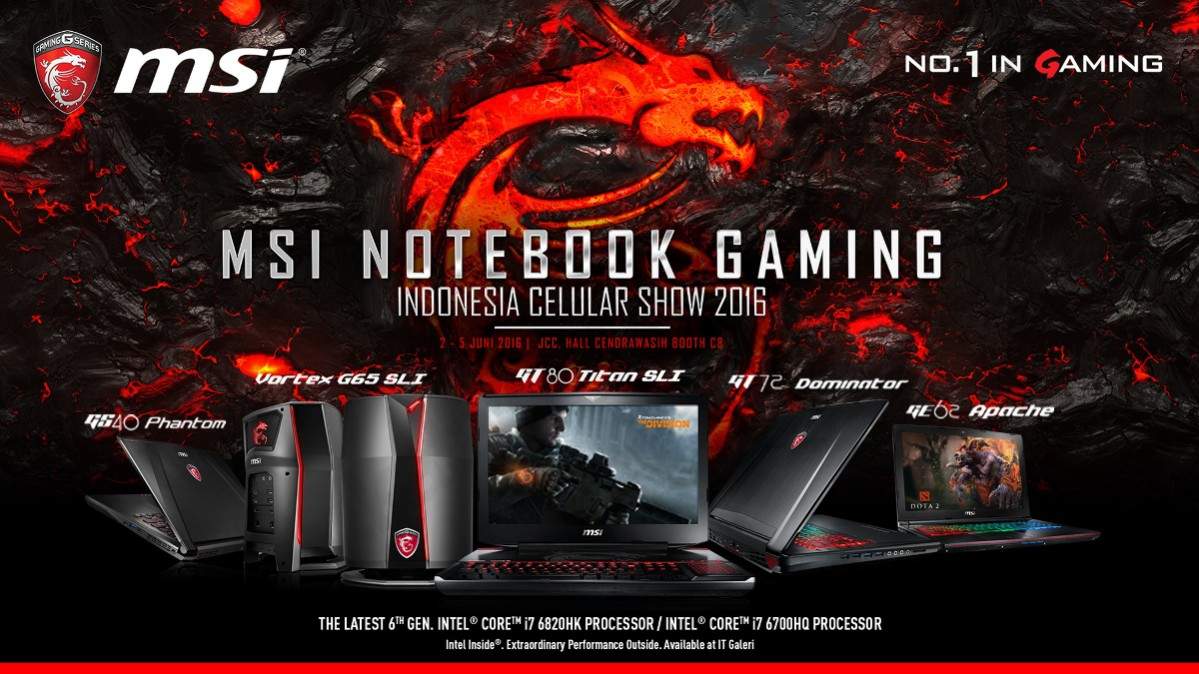 GAMING G SERIES
msi®
NO.1 IN GAMING
MSI NOTEBOOK GAMING
INDONESIA CELULAR SHOW 2016
2 - 5 JUNI 2016 | JCC, HALL CENDRAWASIH BOOTH C8
GS40 Phantom
Vortex G65 SLI
GT80 Titan SLI
GT72 Dominator
GE62 Apache
msi
THE DIVISION
msi
DOTA 2
msi
THE LATEST 6TH GEN. INTEL® CORE™ i7 6820HK PROCESSOR / INTEL® CORE™ i7 6700HQ PROCESSOR
Intel Inside®. Extraordinary Performance Outside. Available at IT Galeri